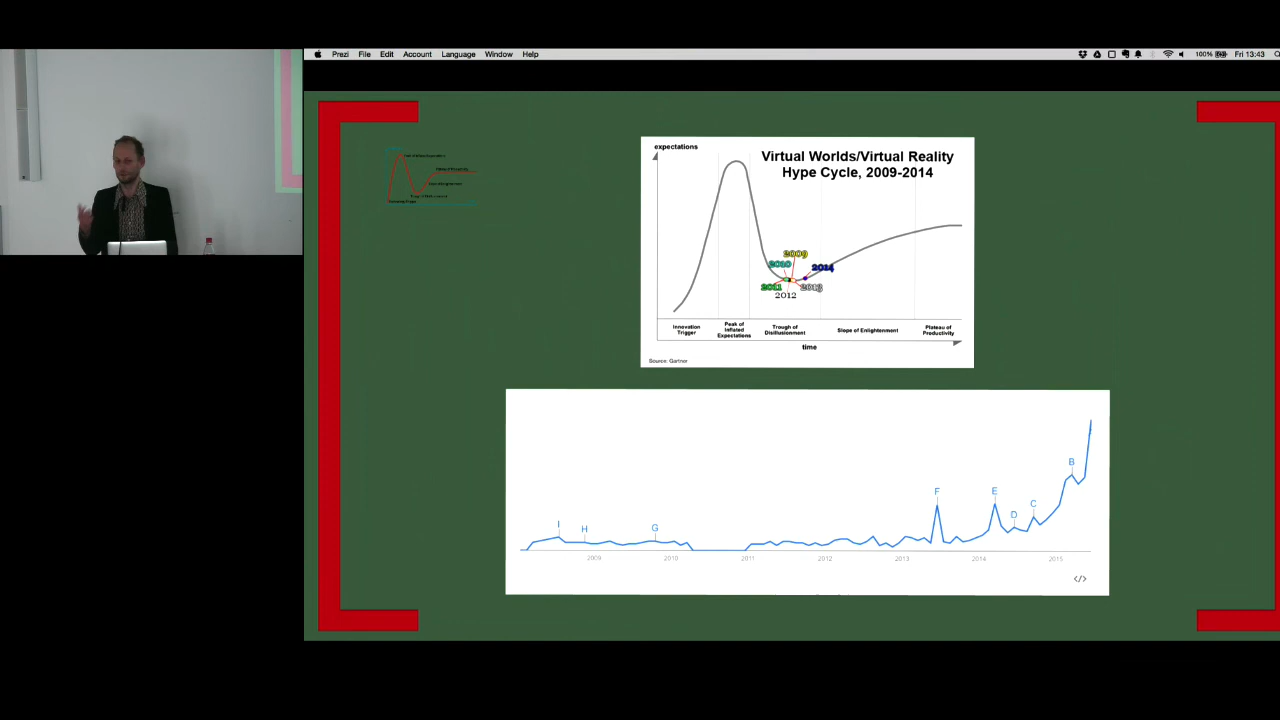 Prezi File Edit Account Language Window Help
100% Fri 13:43
expectations
Virtual Worlds/Virtual Reality
Hype Cycle, 2009-2014
2009
2010
2014
2011
2013
2012
Innovation
Trigger
Peak of
Inflated
Expectations
Trough of
Disillusionment
Slope of Enlightenment
Plateau of
Productivity
time
Source: Gartner
B
F
E
C
D
I
H
G
2009 2010 2011 2012 2013 2014 2015
</>